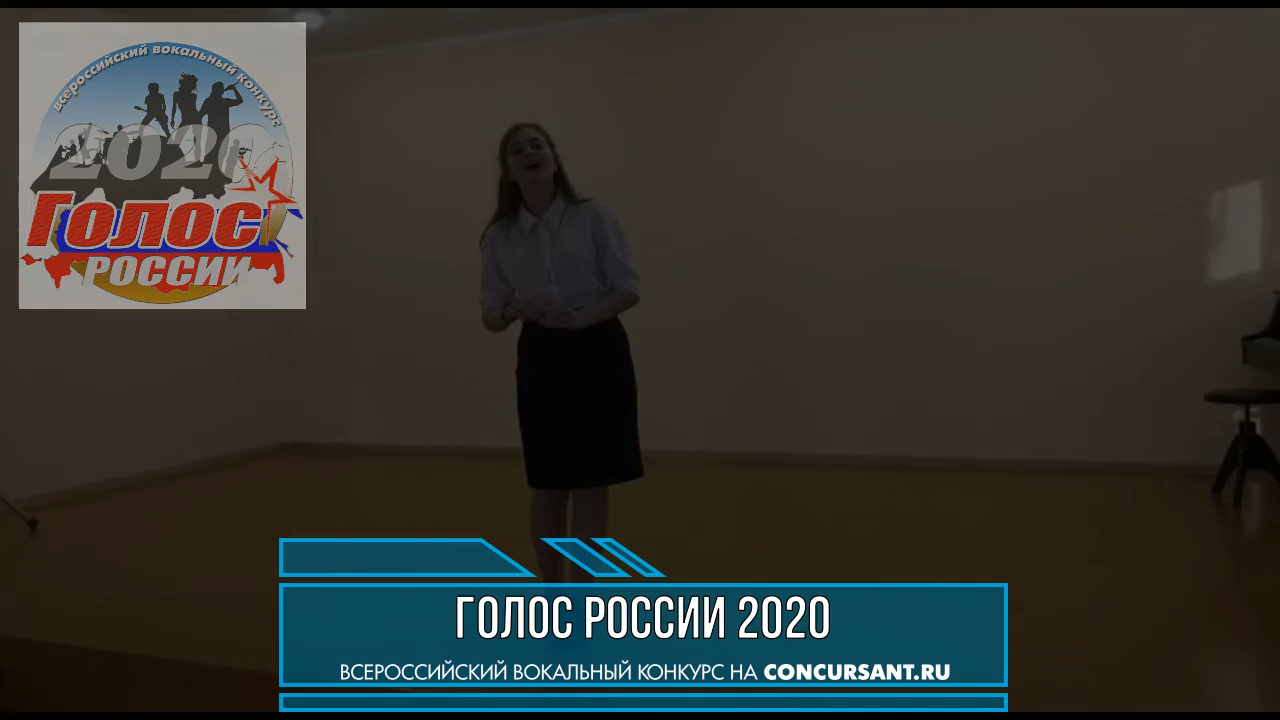 всероссийский вокальный конкурс
2020
Голос
РОССИИ
ГОЛОС РОССИИ 2020
ВСЕРОССИЙСКИЙ ВОКАЛЬНЫЙ КОНКУРС НА CONCURSANT.RU